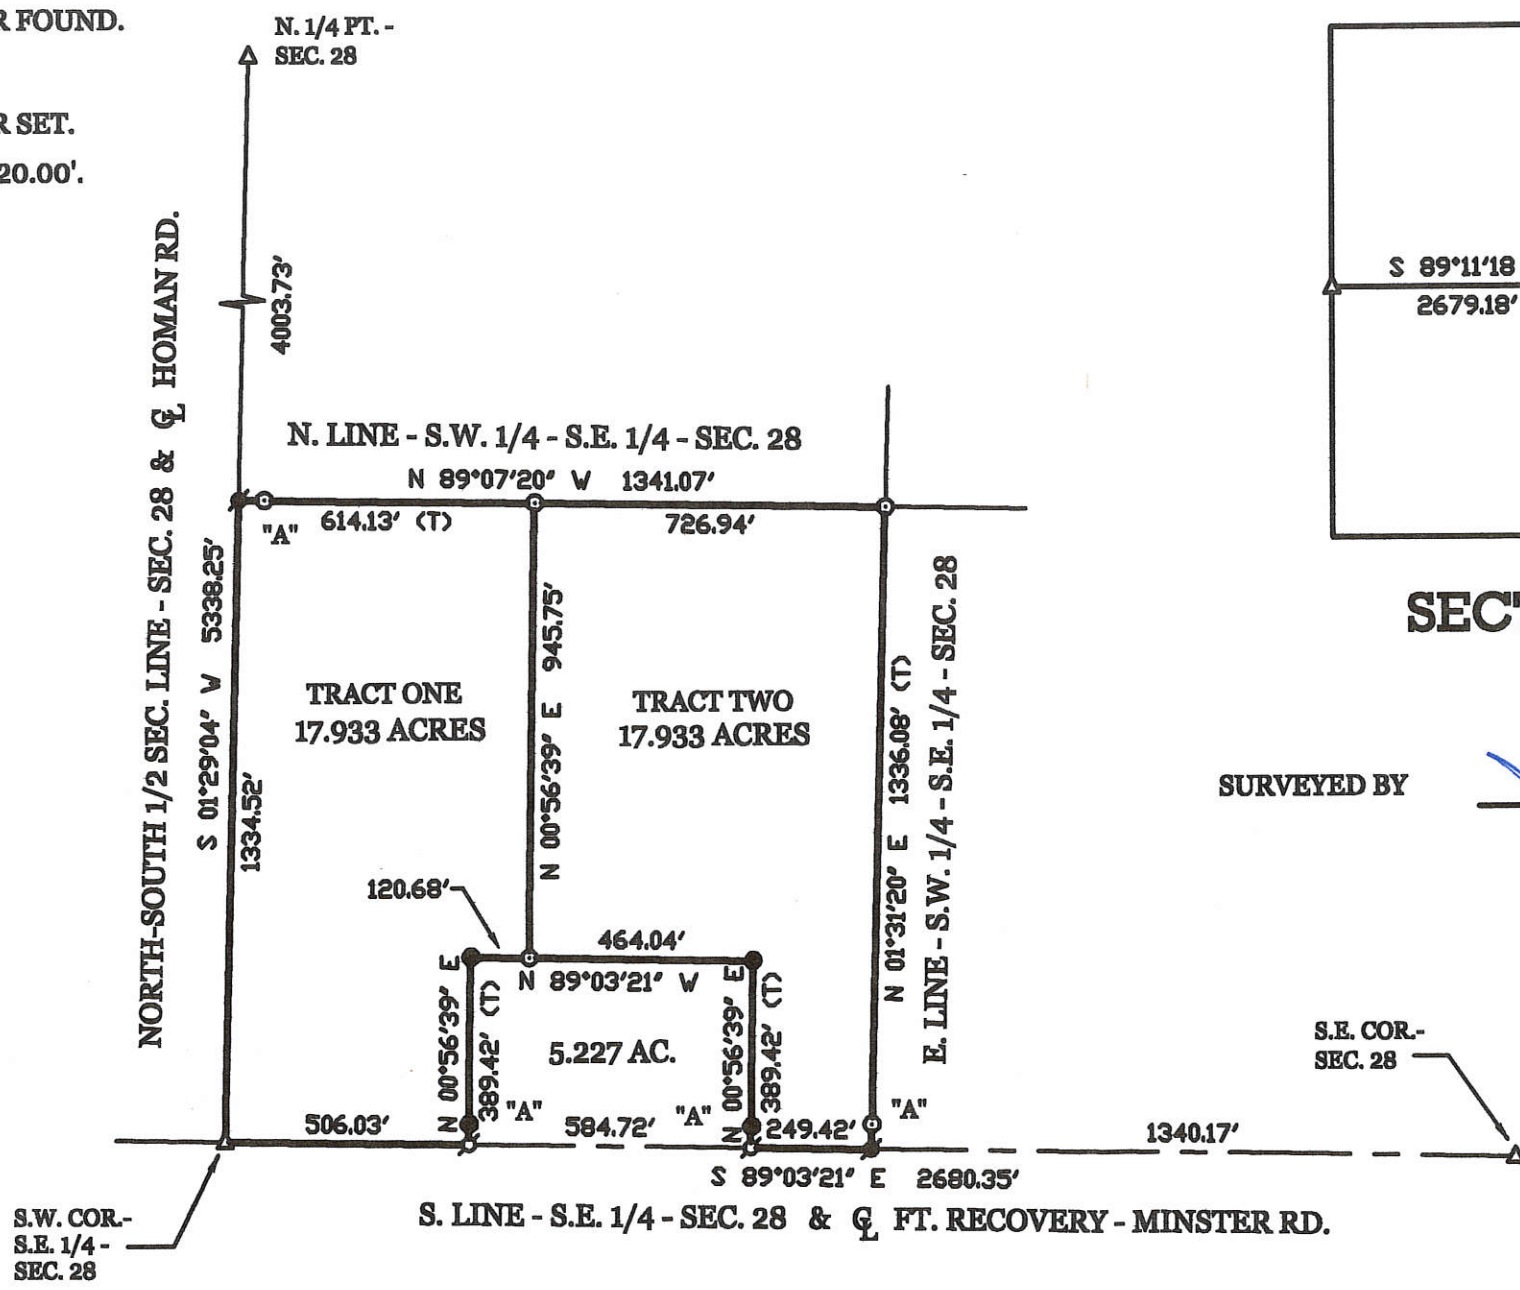 R FOUND.
R SET.
20.00'.
N. 1/4 PT. -
SEC. 28
4003.73'
NORTH-SOUTH 1/2 SEC. LINE - SEC. 28 & ℄ HOMAN RD.
S 01°29'04" W 5338.25'
1334.52'
N. LINE - S.W. 1/4 - S.E. 1/4 - SEC. 28
N 89°07'20" W 1341.07'
"A"
614.13' (T)
726.94'
N 00°56'39" E 945.75'
TRACT ONE
17.933 ACRES
TRACT TWO
17.933 ACRES
N 01°31'20" E 1336.08' (T)
E. LINE - S.W. 1/4 - S.E. 1/4 - SEC. 28
120.68'
464.04'
N 89°03'21" W
N 00°56'39" E
389.42' (T)
5.227 AC.
N 00°56'39" E
389.42' (T)
"A"
"A"
"A"
506.03'
584.72'
249.42'
1340.17'
S 89°03'21" E 2680.35'
S. LINE - S.E. 1/4 - SEC. 28 & ℄ FT. RECOVERY - MINSTER RD.
S.W. COR.-
S.E. 1/4 -
SEC. 28
S 89°11'18
2679.18'
SECT
SURVEYED BY
S.E. COR.-
SEC. 28